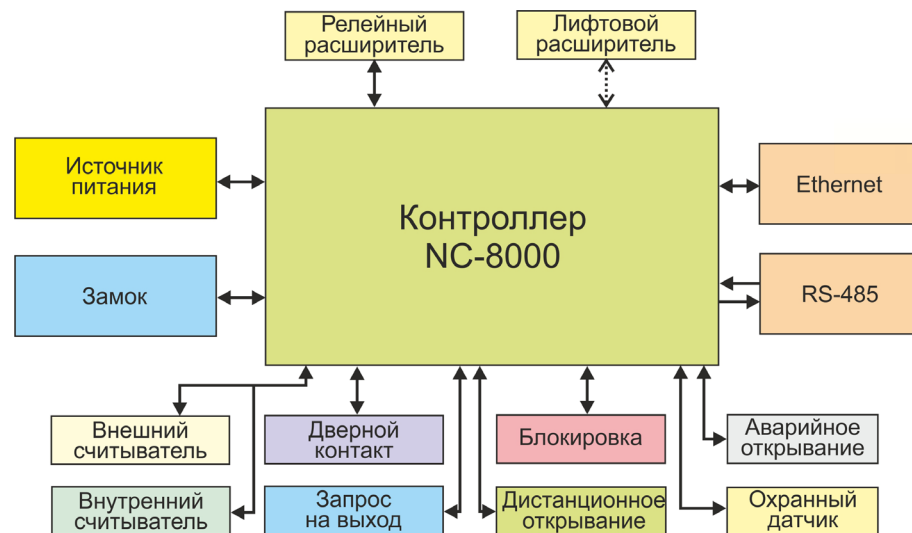 Релейный
расширитель
Лифтовой
расширитель
Источник
питания
Контроллер
NC-8000
Ethernet
Замок
RS-485
Внешний
считыватель
Дверной
контакт
Блокировка
Аварийное
открывание
Внутренний
считыватель
Запрос
на выход
Дистанционное
открывание
Охранный
датчик